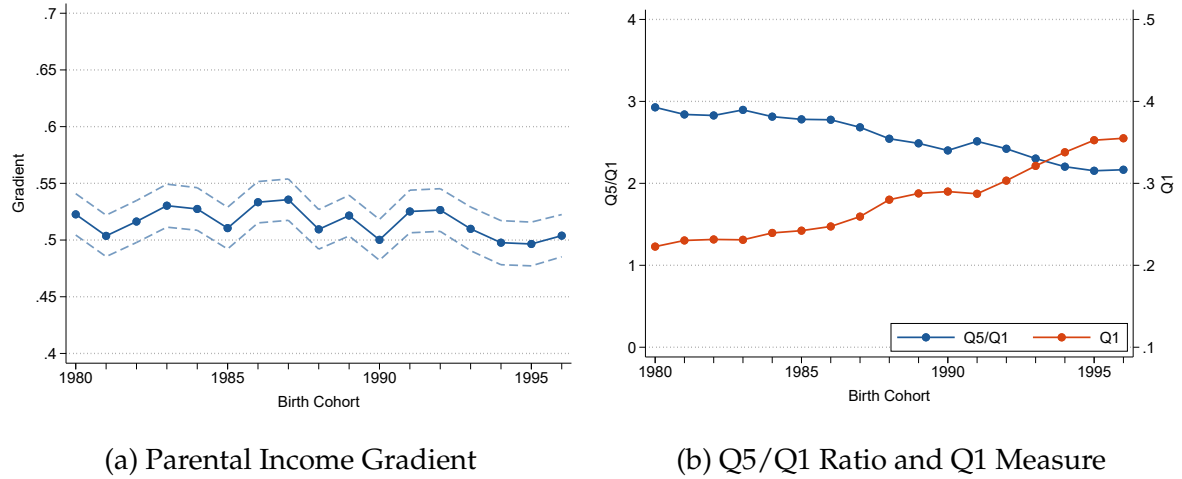 .7
.65
.6
.55
.5
.45
.4
Gradient
1980
1985
1990
1995
Birth Cohort
(a) Parental Income Gradient
4
3
2
1
0
Q5/Q1
.5
.4
.3
.2
.1
Q1
Q5/Q1
Q1
1980
1985
1990
1995
Birth Cohort
(b) Q5/Q1 Ratio and Q1 Measure